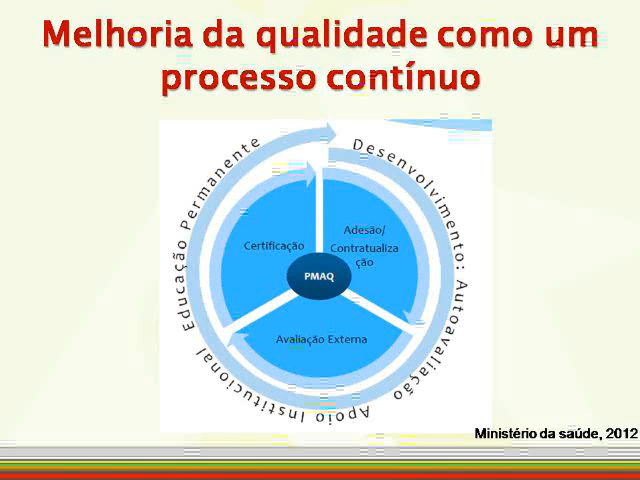 Melhoria da qualidade como um
processo contínuo
Educação Permanente
Desenvolvimento: Autoavaliação
Apoio Institucional
Certificação
Adesão/
Contratualiza
ção
PMAQ
Avaliação Externa
Ministério da saúde, 2012